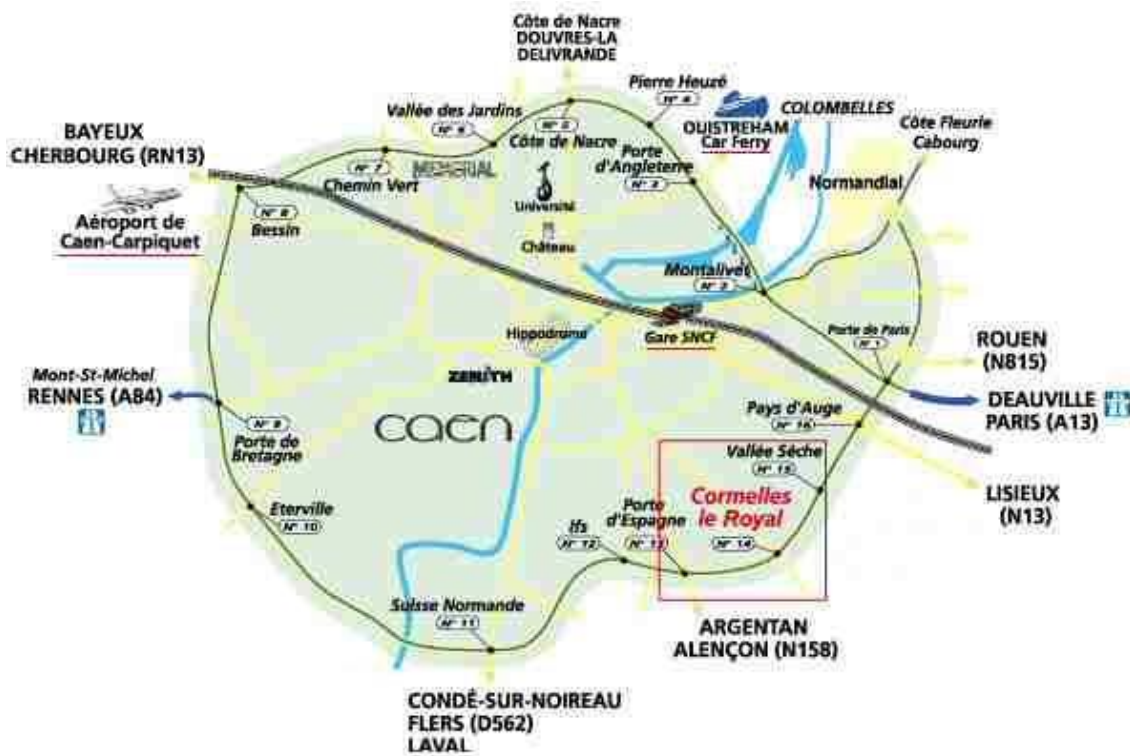 Côte de Nacre
DOUVRES-LA
DELIVRANDE
Pierre Heuzé
N° 4
Vallée des Jardins
N° 6
N° 5
Côte de Nacre
COLOMBELLES
OUISTREHAM
Car Ferry
Côte Fleurie
Cabourg
BAYEUX
CHERBOURG (RN13)
N° 7
Chemin Vert
MEMORIAL
Porte
d'Angleterre
N° 3
Normandial
Université
Aéroport de
Caen-Carpiquet
N° 8
Bessin
Château
Montalivet
N° 2
Hippodrome
Gare SNCF
Porte de Paris
N° 1
ROUEN
(N815)
ZENITH
Mont-St-Michel
RENNES (A84)
DEAUVILLE
PARIS (A13)
caen
N° 9
Porte de
Bretagne
Pays d'Auge
N° 16
Vallée Sèche
N° 15
LISIEUX
(N13)
Cormelles
le Royal
Eterville
N° 10
Porte
d'Espagne
N° 13
Ifs
N° 12
N° 14
Suisse Normande
N° 11
ARGENTAN
ALENÇON (N158)
CONDÉ-SUR-NOIREAU
FLERS (D562)
LAVAL